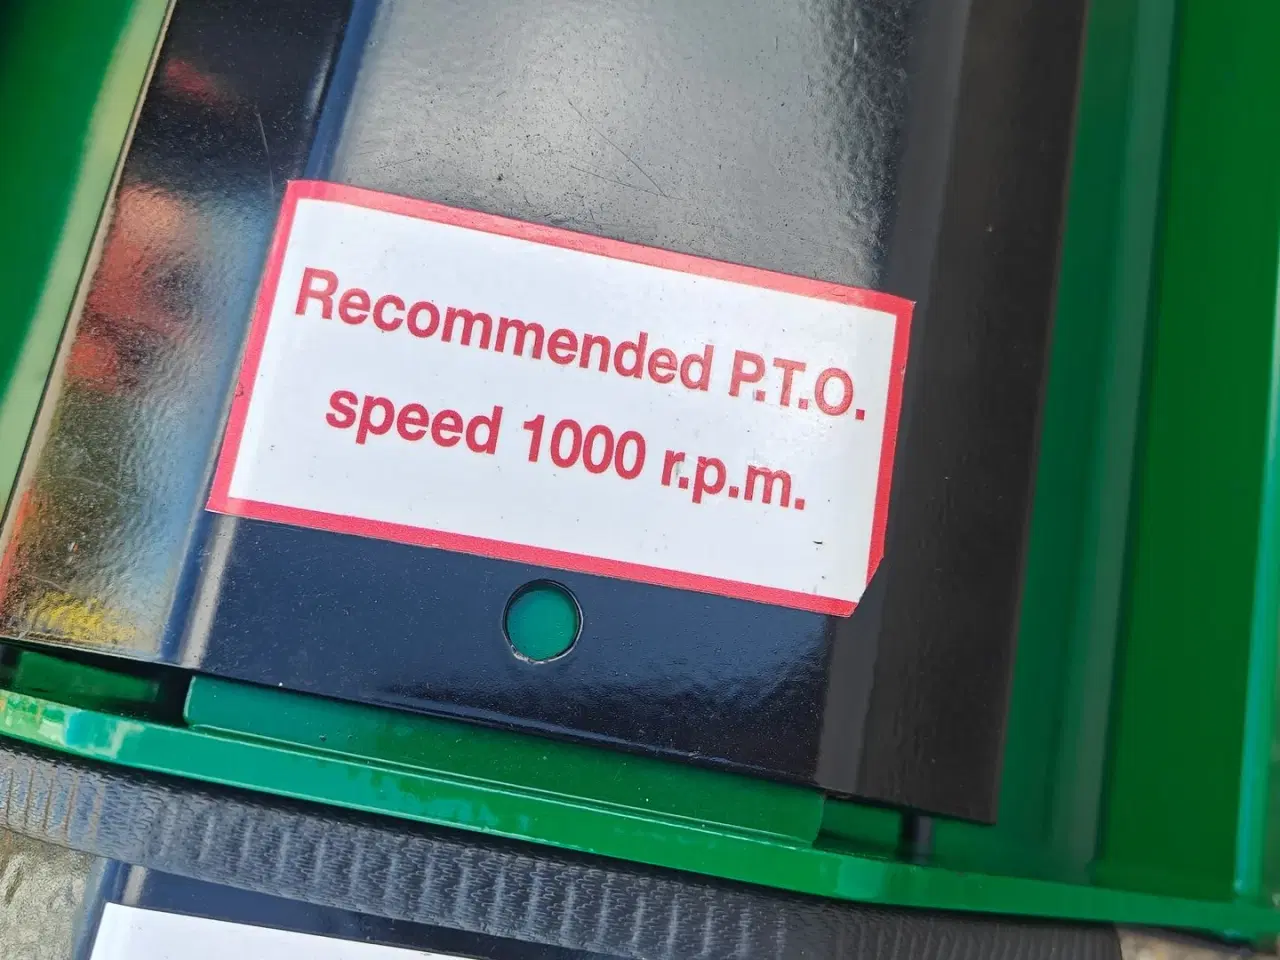 Recommended P.T.O.
speed 1000 r.p.m.